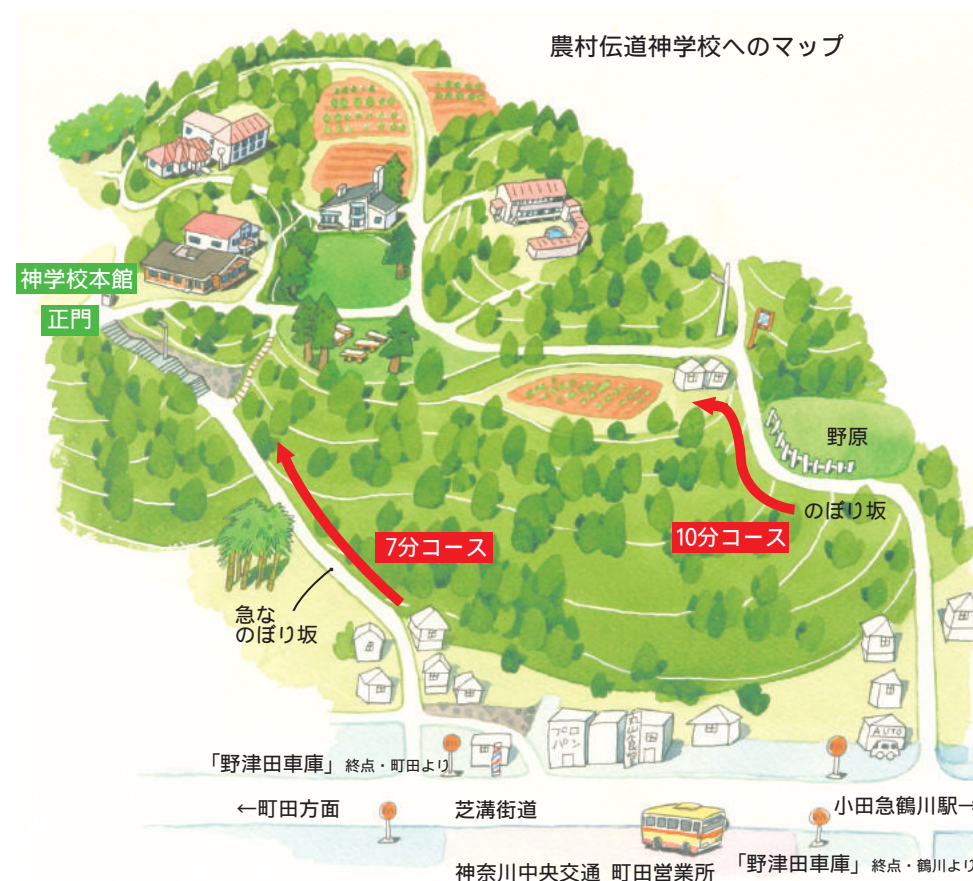 農村伝道神学校へのマップ
神学校本館
正門
野原
のぼり坂
10分コース
7分コース
急な
のぼり坂
プロパン
AUTO
「野津田車庫」終点・町田より
←町田方面
芝溝街道
小田急鶴川駅→
神奈川中央交通 町田営業所
「野津田車庫」終点・鶴川より